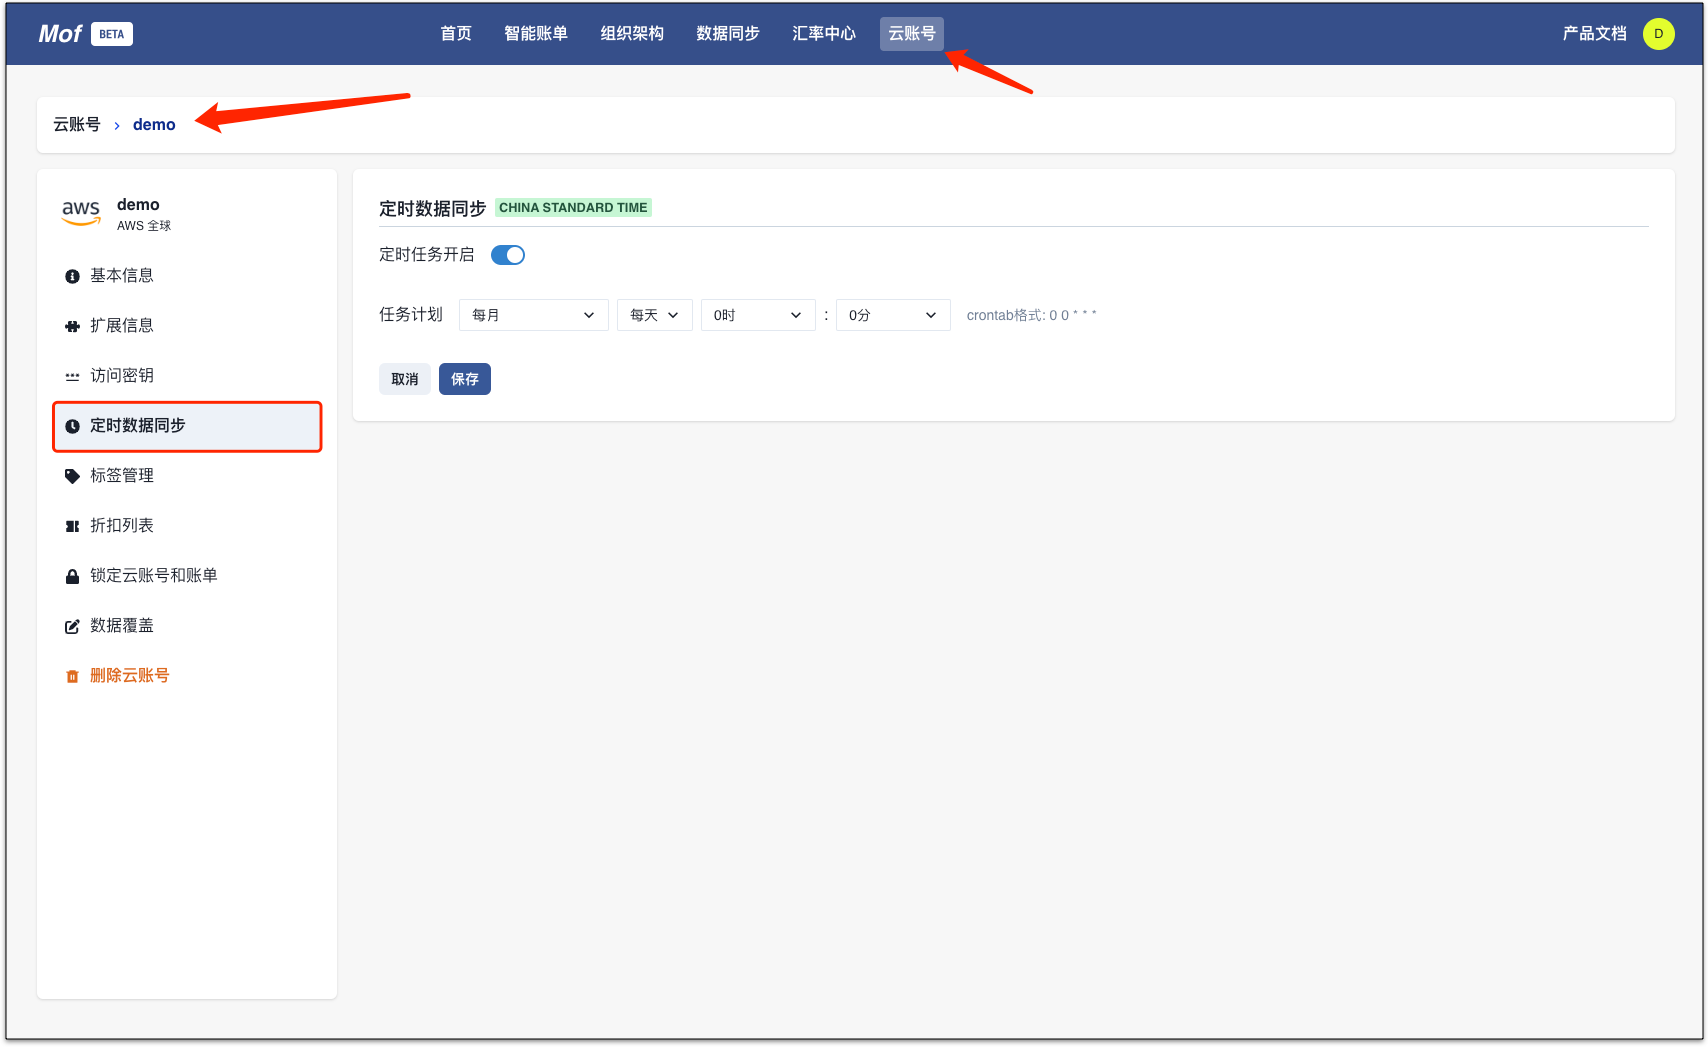 Mof BETA 首页 智能账单 组织架构 数据同步 汇率中心 云账号 产品文档 D
云账号 › demo
aws
demo
AWS 全球
基本信息
扩展信息
访问密钥
定时数据同步
标签管理
折扣列表
锁定云账号和账单
数据覆盖
删除云账号
定时数据同步 CHINA STANDARD TIME
定时任务开启
任务计划 每月 每天 0时 : 0分 crontab格式: 0 0 * * *
取消 保存